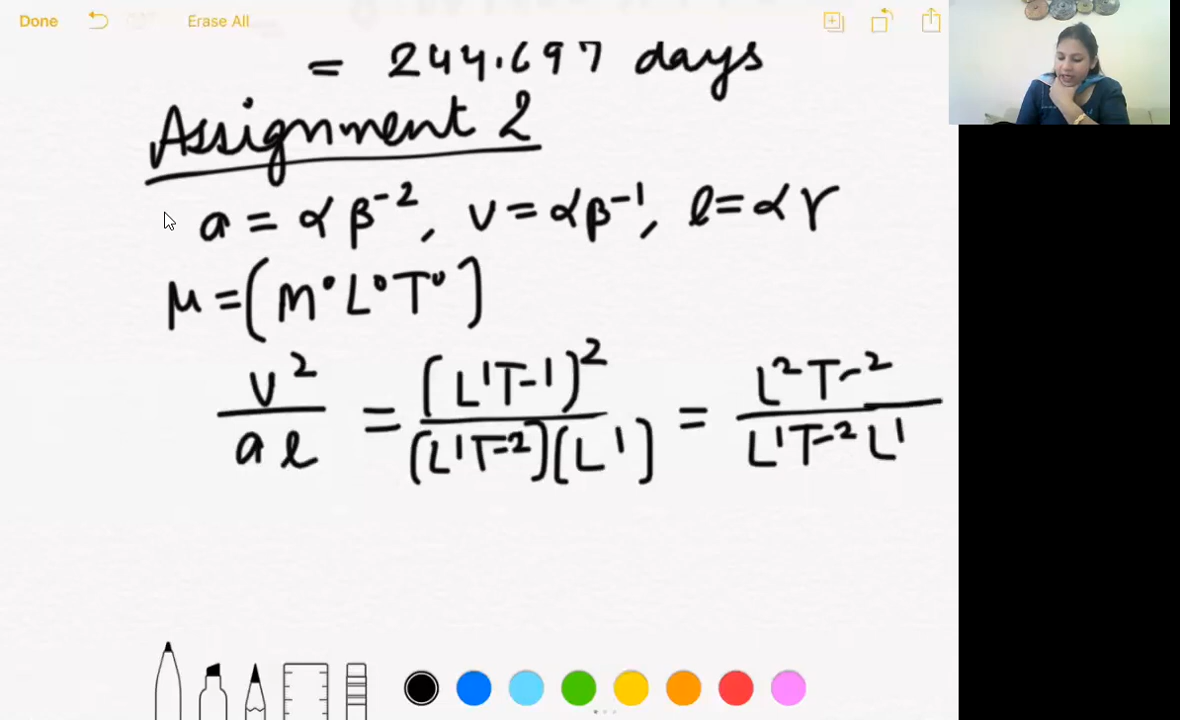 Done Erase All
= 244.697 days
Assignment 2
a = αβ⁻², v = αβ⁻¹, l = αγ
μ = (M⁰L⁰T⁰)
v²/al = (L¹T-1)²/(L¹T-²)(L¹) = L²T-²/L¹T-²L¹